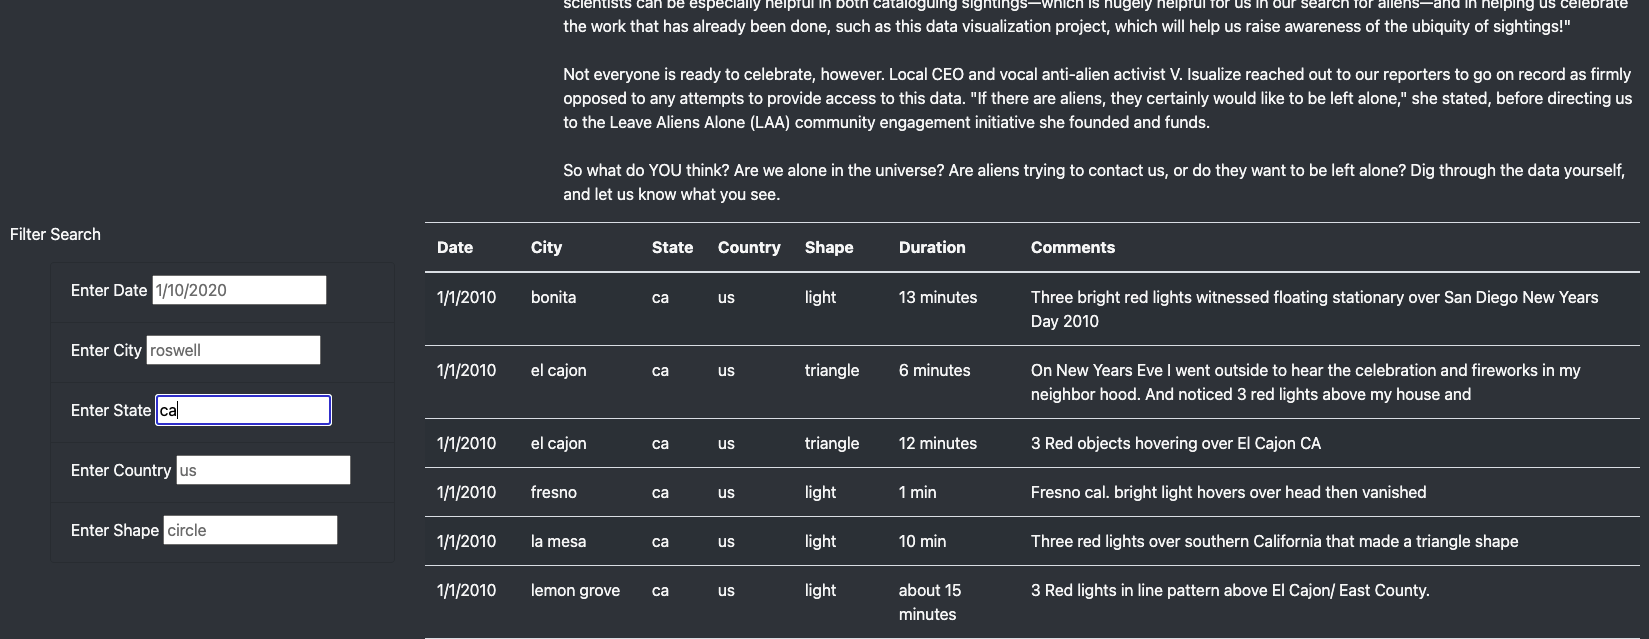 scientists can be especially helpful in both cataloguing sightings—which is hugely helpful for us in our search for aliens—and in helping us celebrate
the work that has already been done, such as this data visualization project, which will help us raise awareness of the ubiquity of sightings!"
Not everyone is ready to celebrate, however. Local CEO and vocal anti-alien activist V. Isualize reached out to our reporters to go on record as firmly
opposed to any attempts to provide access to this data. "If there are aliens, they certainly would like to be left alone," she stated, before directing us
to the Leave Aliens Alone (LAA) community engagement initiative she founded and funds.
So what do YOU think? Are we alone in the universe? Are aliens trying to contact us, or do they want to be left alone? Dig through the data yourself,
and let us know what you see.
Filter Search
Enter Date 1/10/2020
Enter City roswell
Enter State ca
Enter Country us
Enter Shape circle
Date City State Country Shape Duration Comments
1/1/2010 bonita ca us light 13 minutes Three bright red lights witnessed floating stationary over San Diego New Years
Day 2010
1/1/2010 el cajon ca us triangle 6 minutes On New Years Eve I went outside to hear the celebration and fireworks in my
neighbor hood. And noticed 3 red lights above my house and
1/1/2010 el cajon ca us triangle 12 minutes 3 Red objects hovering over El Cajon CA
1/1/2010 fresno ca us light 1 min Fresno cal. bright light hovers over head then vanished
1/1/2010 la mesa ca us light 10 min Three red lights over southern California that made a triangle shape
1/1/2010 lemon grove ca us light about 15 3 Red lights in line pattern above El Cajon/ East County.
minutes